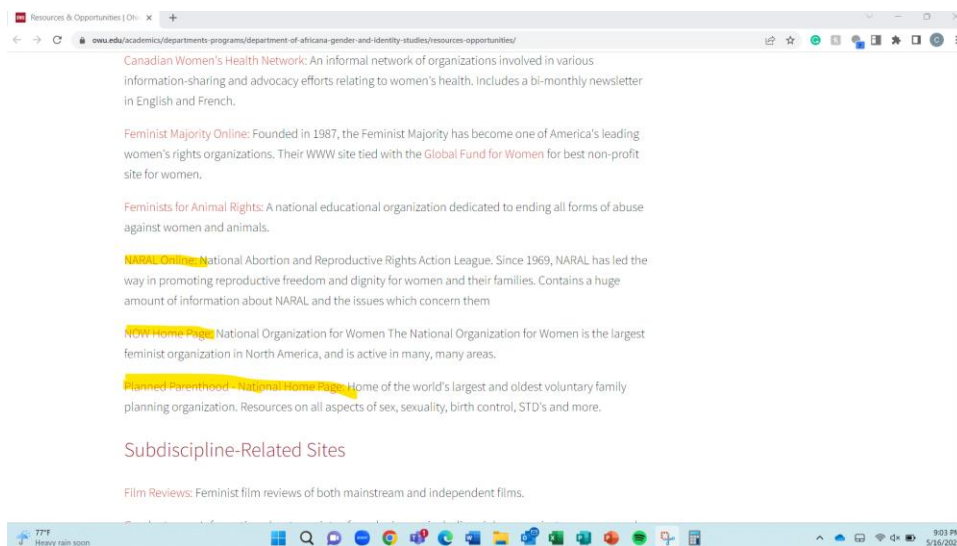 Resources & Opportunities | Oh
owu.edu/academics/departments-programs/department-of-africana-gender-and-identity-studies/resources-opportunities/
Canadian Women's Health Network: An informal network of organizations involved in various
information-sharing and advocacy efforts relating to women's health. Includes a bi-monthly newsletter
in English and French.
Feminist Majority Online: Founded in 1987, the Feminist Majority has become one of America's leading
women's rights organizations. Their WWW site tied with the Global Fund for Women for best non-profit
site for women.
Feminists for Animal Rights: A national educational organization dedicated to ending all forms of abuse
against women and animals.
NARAL Online: National Abortion and Reproductive Rights Action League. Since 1969, NARAL has led the
way in promoting reproductive freedom and dignity for women and their families. Contains a huge
amount of information about NARAL and the issues which concern them
NOW Home Page: National Organization for Women The National Organization for Women is the largest
feminist organization in North America, and is active in many, many areas.
Planned Parenthood - National Home Page: Home of the world's largest and oldest voluntary family
planning organization. Resources on all aspects of sex, sexuality, birth control, STD's and more.
Subdiscipline-Related Sites
Film Reviews: Feminist film reviews of both mainstream and independent films.
77°F
Heavy rain soon
9:03 PM
5/16/202